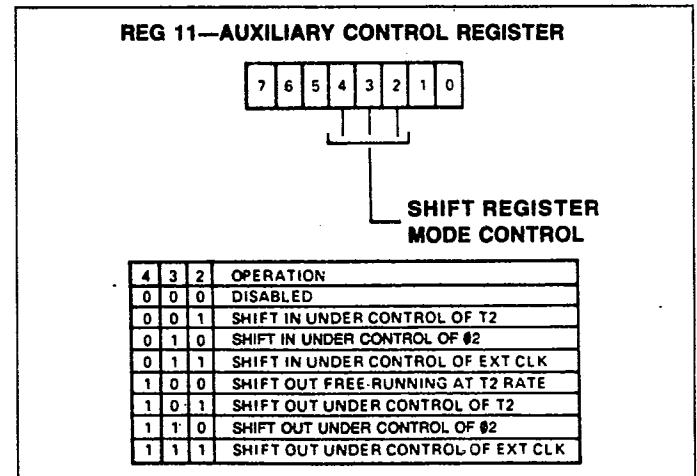 REG 11—AUXILIARY CONTROL REGISTER
7 6 5 4 3 2 1 0
SHIFT REGISTER
MODE CONTROL
4 3 2 OPERATION
0 0 0 DISABLED
0 0 1 SHIFT IN UNDER CONTROL OF T2
0 1 0 SHIFT IN UNDER CONTROL OF ø2
0 1 1 SHIFT IN UNDER CONTROL OF EXT CLK
1 0 0 SHIFT OUT FREE-RUNNING AT T2 RATE
1 0 1 SHIFT OUT UNDER CONTROL OF T2
1 1 0 SHIFT OUT UNDER CONTROL OF ø2
1 1 1 SHIFT OUT UNDER CONTROL OF EXT CLK